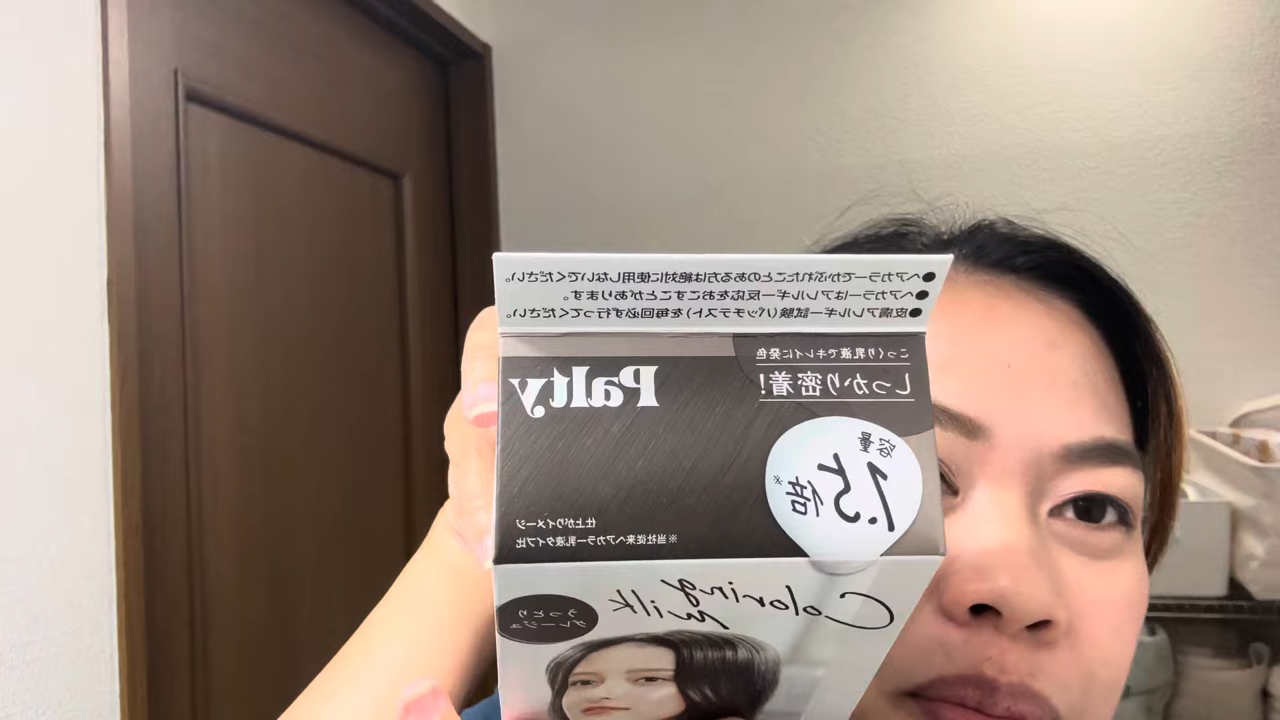 ●ヘアカラーでかぶれたことのある方は絶対に使用しないでください。
●ヘアカラーはアレルギー反応をおこすことがあります。
●皮膚アレルギー試験(パッチテスト)を毎回必ず行ってください。
こっくり乳液でキレイに発色
しっかり密着!
Palty
容量
1.5
倍※
仕上がりイメージ
※当社従来ヘアカラー乳液タイプ比
Coloring
Milk
グレージュ